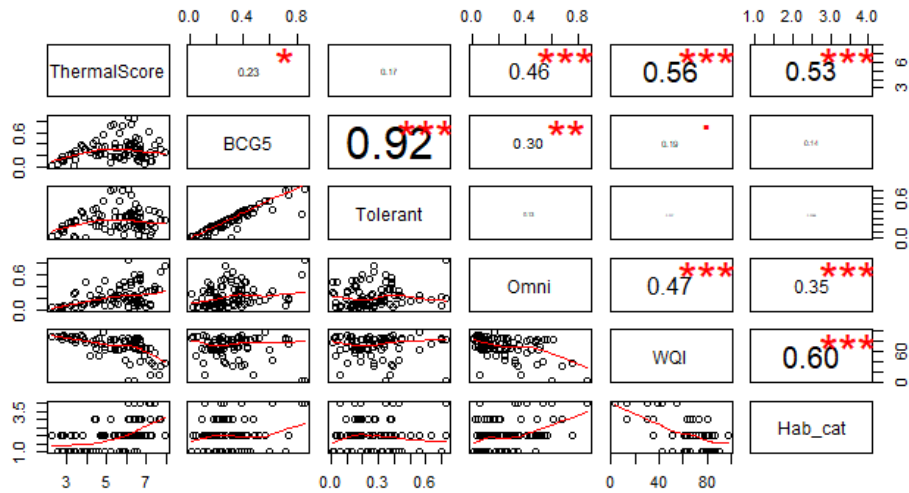 0.0 0.4 0.8 0.0 0.4 0.8 1.0 2.0 3.0 4.0
ThermalScore 0.23 * 0.17 0.46 *** 0.56 *** 0.53 *** 3 6
0.0 0.6 BCG5 0.92 *** 0.30 ** 0.19 0.14
Tolerant 0.0 0.6
0.0 0.6 Omni 0.47 *** 0.35 ***
WQI 0.60 *** 0 60
1.0 3.5 Hab_cat
3 5 7 0.0 0.3 0.6 0 40 80